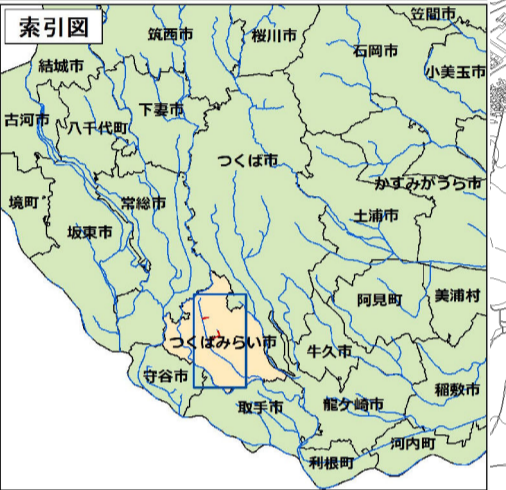 索引図
笠間市
筑西市
桜川市
石岡市
小美玉市
結城市
下妻市
古河市
八千代町
つくば市
かすみがうら市
境町
常総市
土浦市
坂東市
阿見町
美浦村
つくばみらい市
牛久市
守谷市
稲敷市
取手市
龍ケ崎市
河内町
利根町